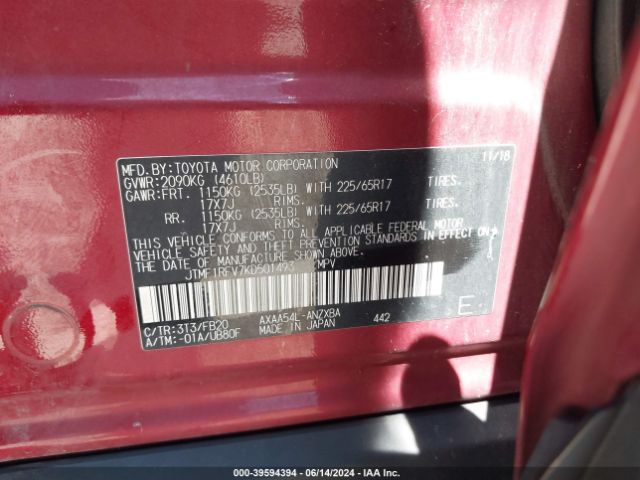 MFD.BY:TOYOTA MOTOR CORPORATION 11/18
GVWR:2090KG (4610LB)
GAWR:FRT. 1150KG (2535LB) WITH 225/65R17 TIRES.
17X7J RIMS.
RR. 1150KG (2535LB) WITH 225/65R17 TIRES.
17X7J RIMS.
THIS VEHICLE CONFORMS TO ALL APPLICABLE FEDERAL MOTOR
VEHICLE SAFETY AND THEFT PREVENTION STANDARDS IN EFFECT ON
THE DATE OF MANUFACTURE SHOWN ABOVE.
JTMF1RFV7KD501493 MPV
C/TR:3T3/FB20 AXAA54L-ANZXBA 442 E
A/TM:-01A/UB80F MADE IN JAPAN
000-39594394 - 06/14/2024 - IAA Inc.